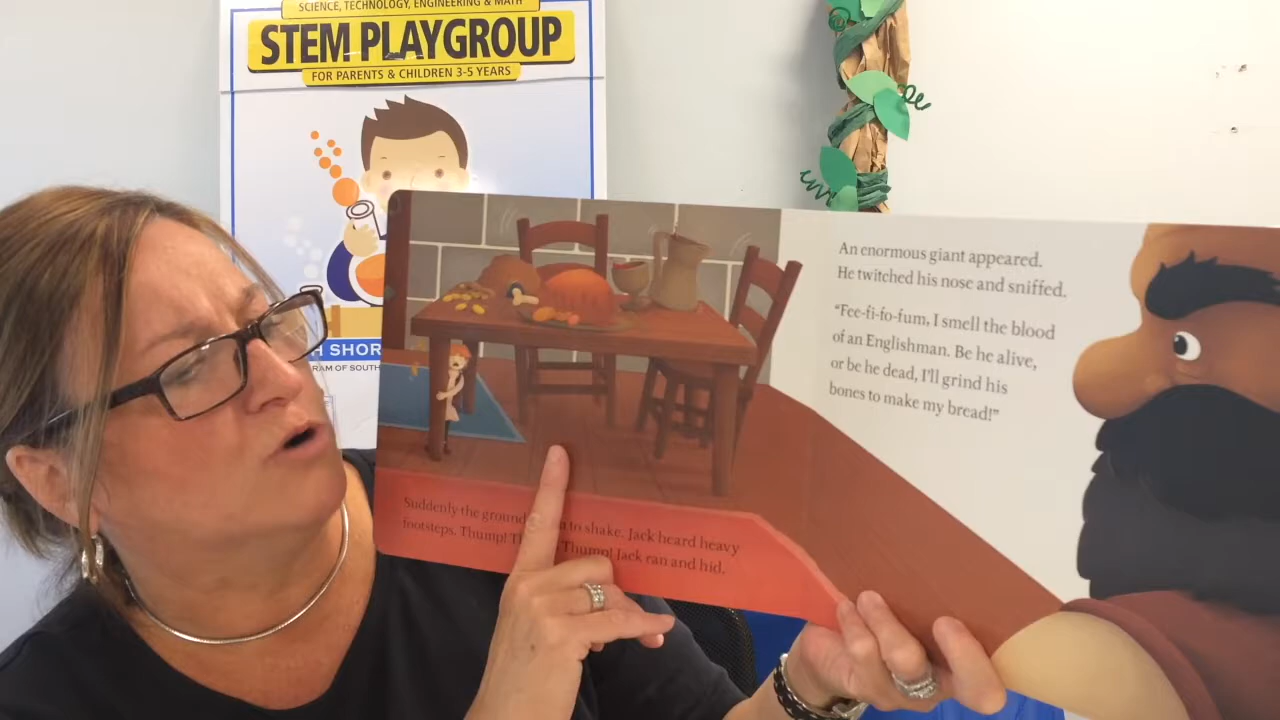 SCIENCE, TECHNOLOGY, ENGINEERING & MATH
STEM PLAYGROUP
FOR PARENTS & CHILDREN 3-5 YEARS
H SHOR
RAM OF SOUTH
Suddenly the ground to shake. Jack heard heavy
footsteps. Thump! Thump! Jack ran and hid.
An enormous giant appeared.
He twitched his nose and sniffed.
"Fee-fi-fo-fum, I smell the blood
of an Englishman. Be he alive,
or be he dead, I'll grind his
bones to make my bread!"